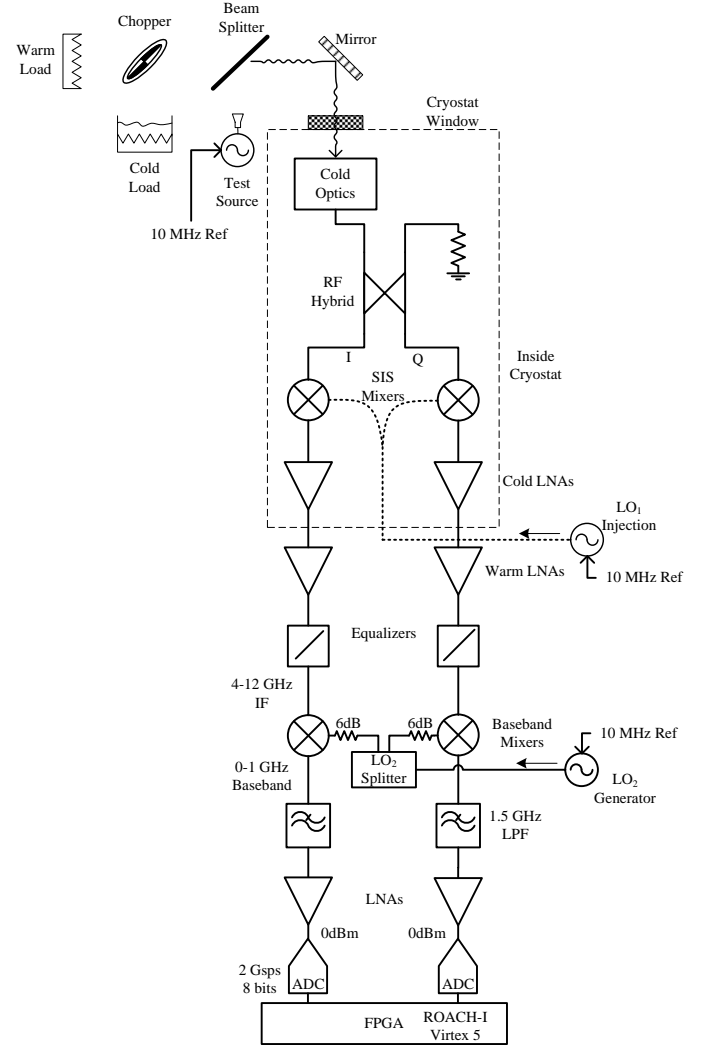 Beam
Splitter
Chopper
Mirror
Warm
Load
Cryostat
Window
Cold
Load
Test
Source
10 MHz Ref
Cold
Optics
RF
Hybrid
I
Q
SIS
Mixers
Inside
Cryostat
Cold LNAs
LO₁
Injection
10 MHz Ref
Warm LNAs
Equalizers
4-12 GHz
IF
6dB
6dB
Baseband
Mixers
10 MHz Ref
LO₂
Splitter
LO₂
Generator
0-1 GHz
Baseband
1.5 GHz
LPF
LNAs
0dBm
0dBm
2 Gsps
8 bits
ADC
ADC
FPGA
ROACH-I
Virtex 5